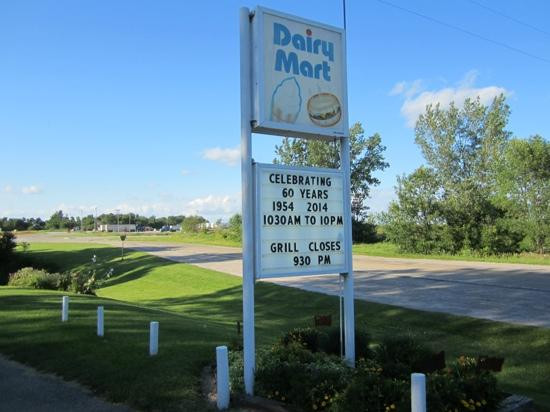 Dairy
Mart
CELEBRATING
60 YEARS
1954 2014
1030AM TO 10PM
GRILL CLOSES
930 PM